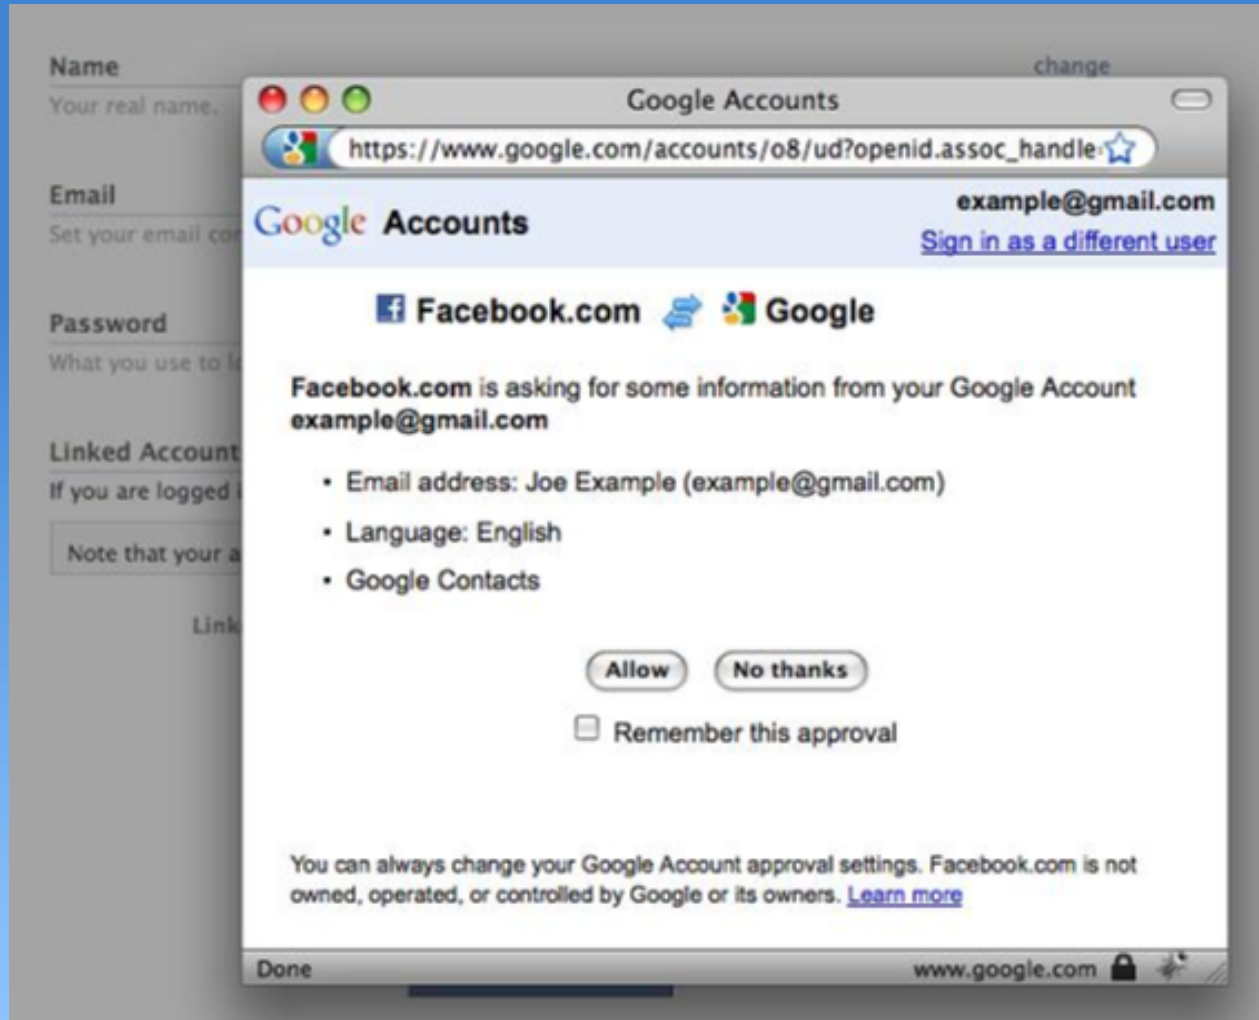 Name
change
Your real name.
Google Accounts
https://www.google.com/accounts/o8/ud?openid.assoc_handle
Email
Set your email
Google Accounts
example@gmail.com
Sign in as a different user
Facebook.com Google
Password
What you use to
Facebook.com is asking for some information from your Google Account
example@gmail.com
Linked Account
If you are logged
Email address: Joe Example (example@gmail.com)
Language: English
Note that your a
Google Contacts
Link
Allow No thanks
Remember this approval
You can always change your Google Account approval settings. Facebook.com is not
owned, operated, or controlled by Google or its owners. Learn more
Done
www.google.com